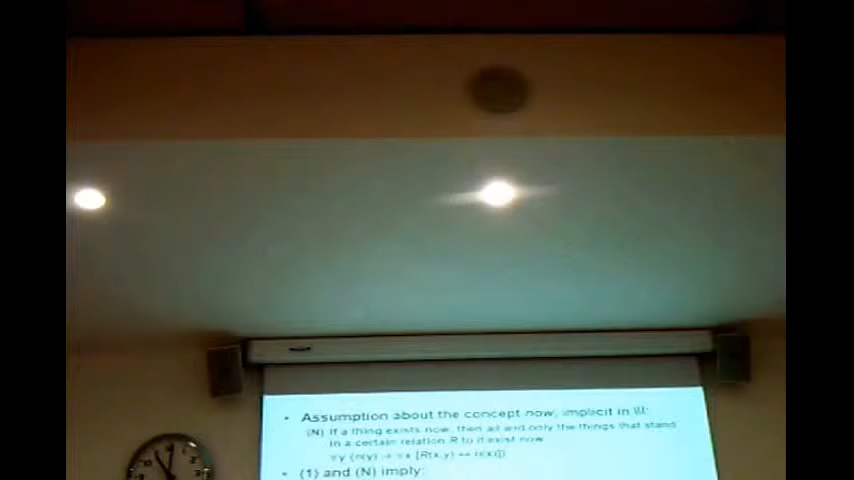 • Assumption about the concept now, implicit in III:
(N) If a thing exists now, then all and only the things that stand
in a certain relation R to it exist now
• (1) and (N) imply: